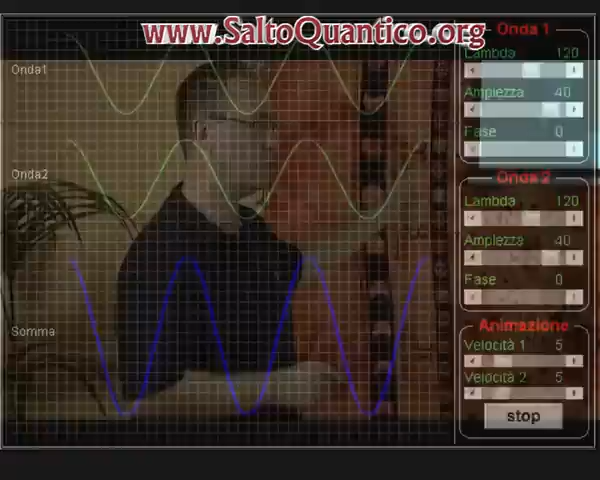 www.SaltoQuantico.org
Onda 1
Lambda 120
Ampiezza 40
Fase 0
Onda1
Onda2
Somma
Onda 2
Lambda 120
Ampiezza 40
Fase 0
Animazione
Velocità 1 5
Velocità 2 5
stop